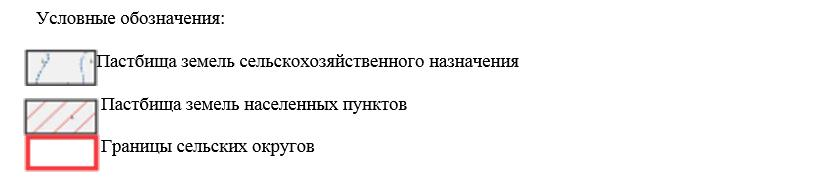 Условные обозначения:
Пастбища земель сельскохозяйственного назначения
Пастбища земель населенных пунктов
Границы сельских округов